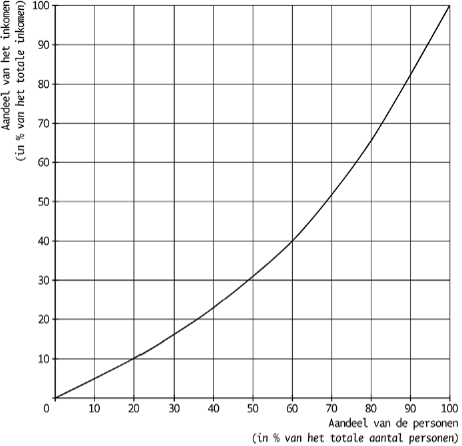 Aandeel van het inkomen
(in % van het totale inkomen)
100
90
80
70
60
50
40
30
20
10
0 10 20 30 40 50 60 70 80 90 100
Aandeel van de personen
(in % van het totale aantal personen)